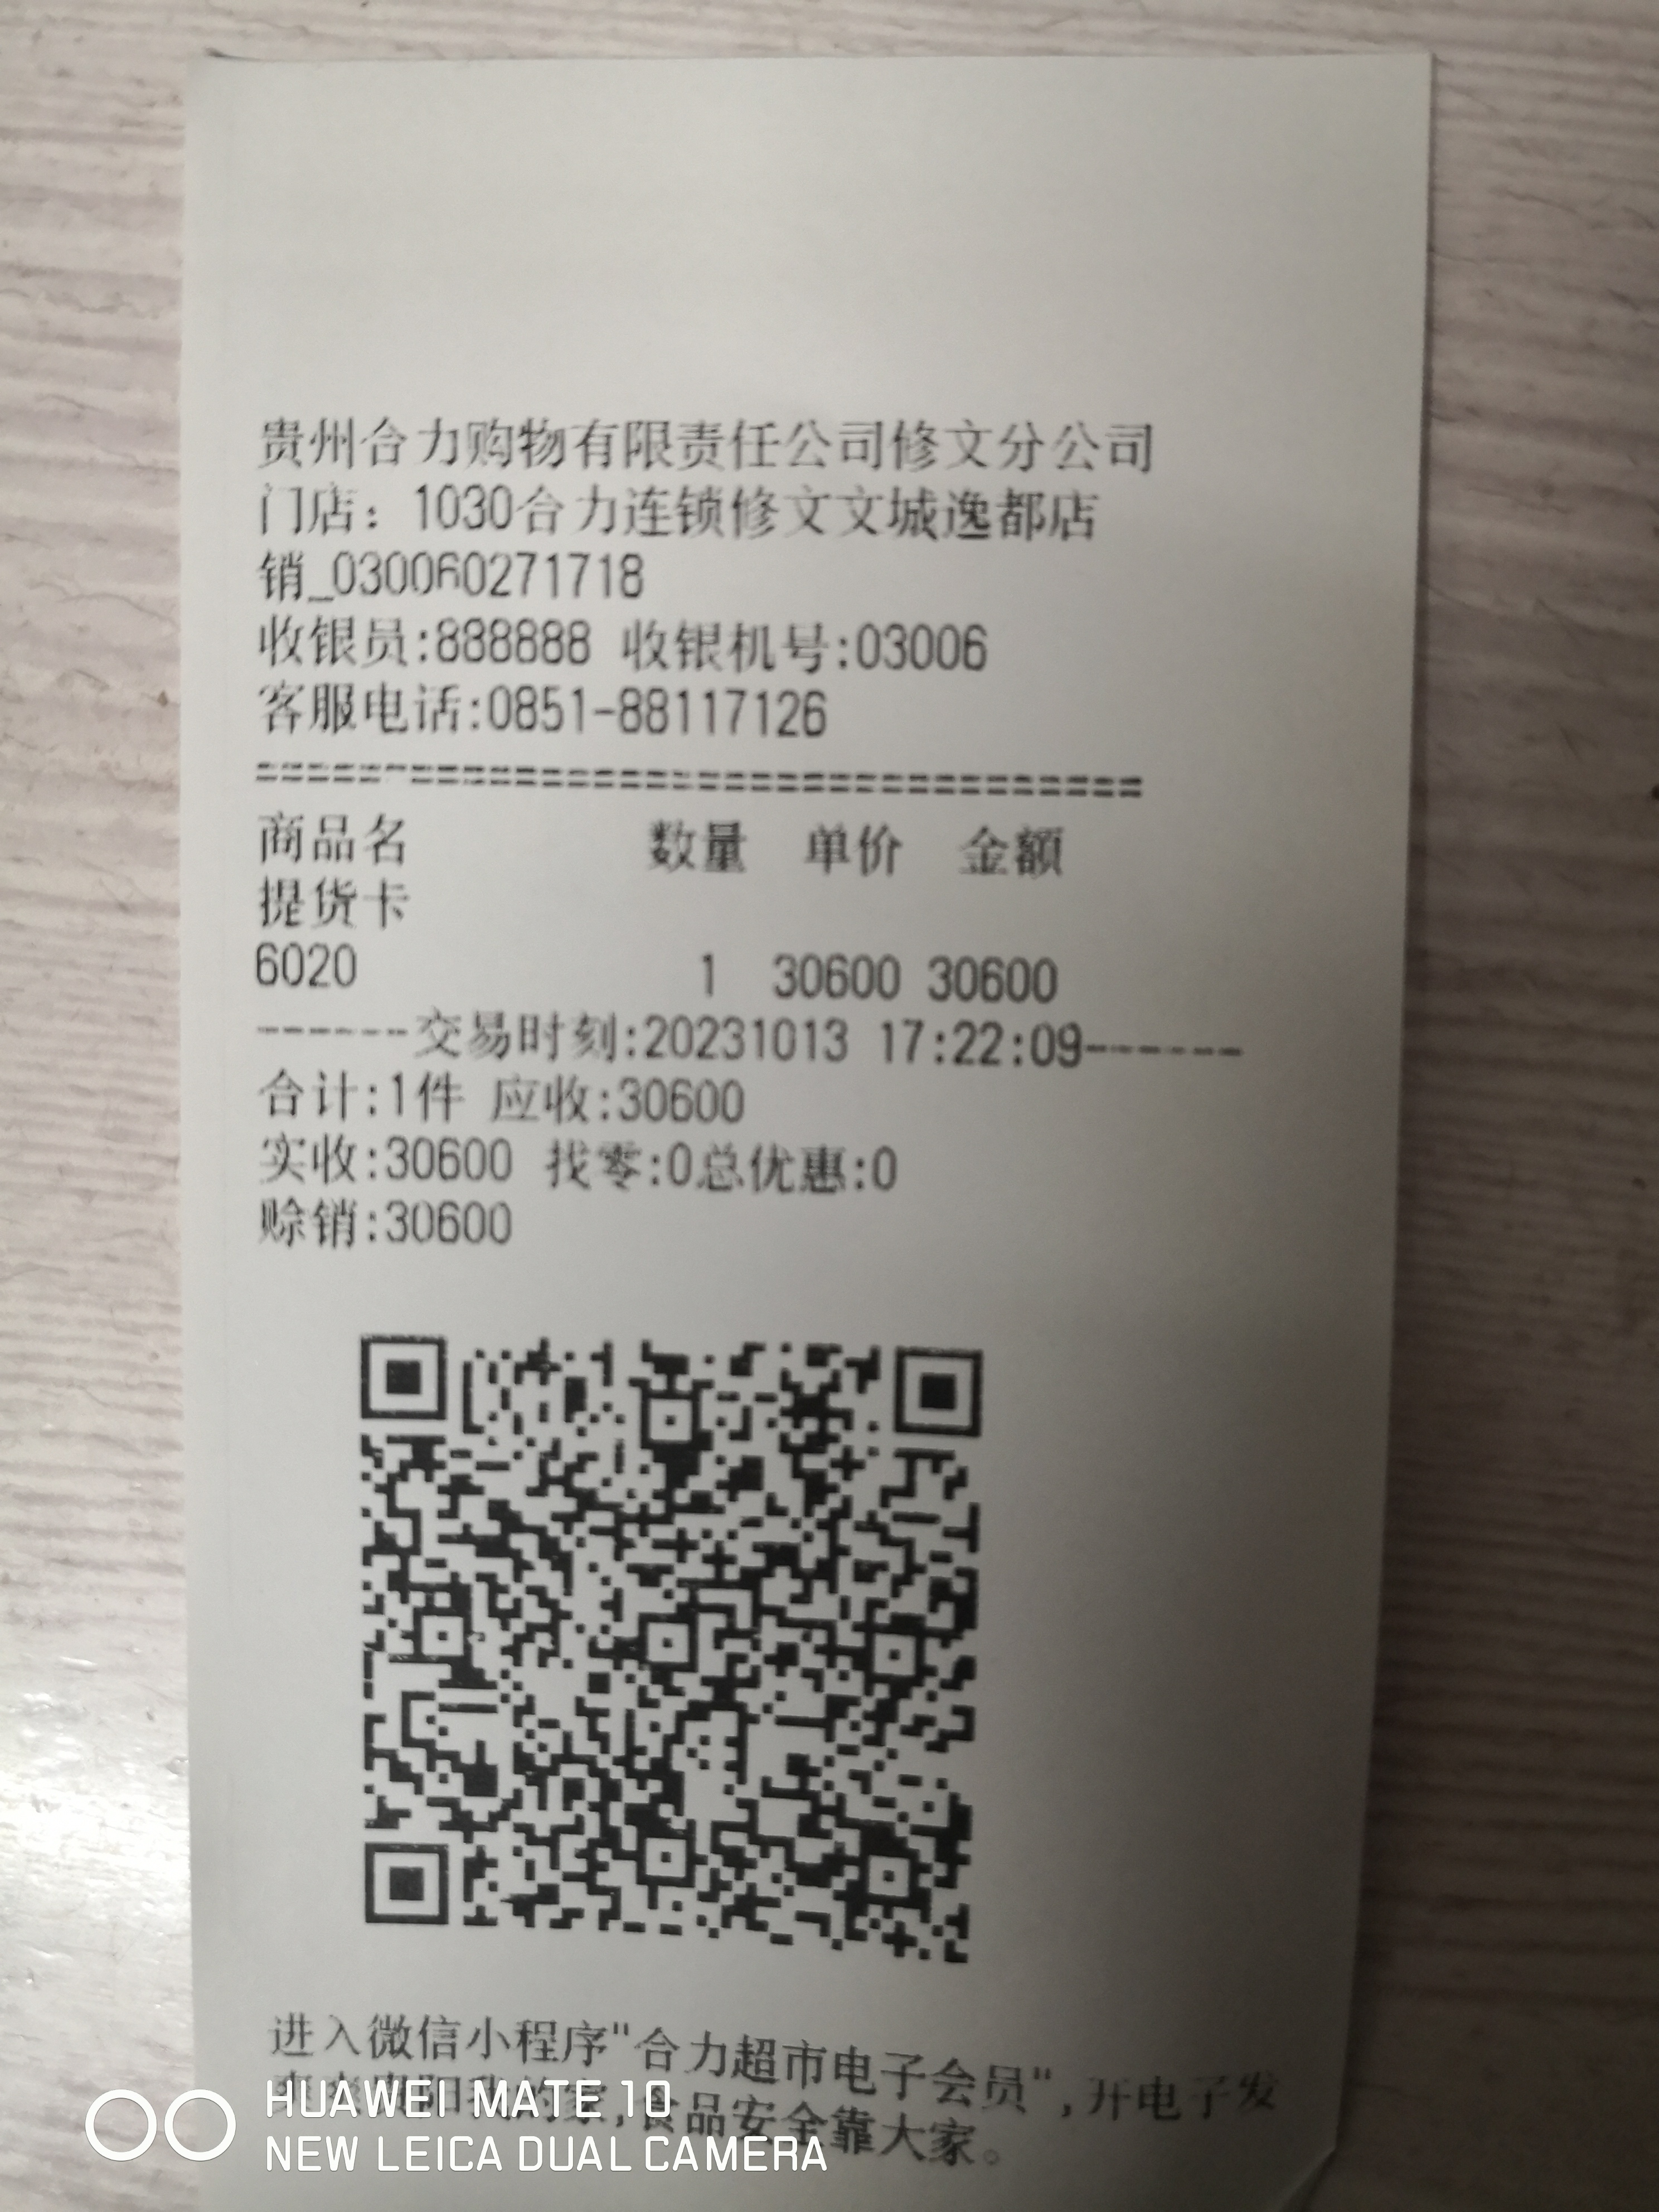 贵州合力购物有限责任公司修文分公司
门店：1030合力连锁修文文城逸都店
销_030060271718
收银员:888888 收银机号:03006
客服电话:0851-88117126
==================================
商品名 数量 单价 金额
提货卡
6020 1 30600 30600
------交易时刻:20231013 17:22:09------
合计:1件 应收:30600
实收:30600 找零:0总优惠:0
赊销:30600
进入微信小程序"合力超市电子会员",开电子发
爽爽贵阳我的家,食品安全靠大家。
HUAWEI MATE 10
NEW LEICA DUAL CAMERA